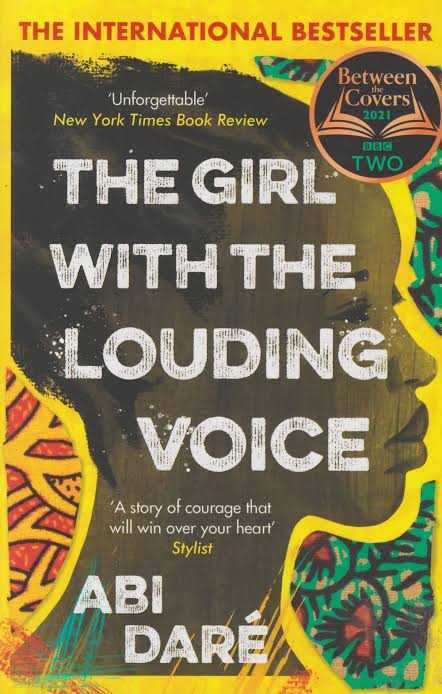 THE INTERNATIONAL BESTSELLER
Between
the
Covers
2021
BBC
TWO
'Unforgettable'
New York Times Book Review
THE GIRL
WITH THE
LOUDING
VOICE
'A story of courage that
will win over your heart'
Stylist
ABI
DARÉ